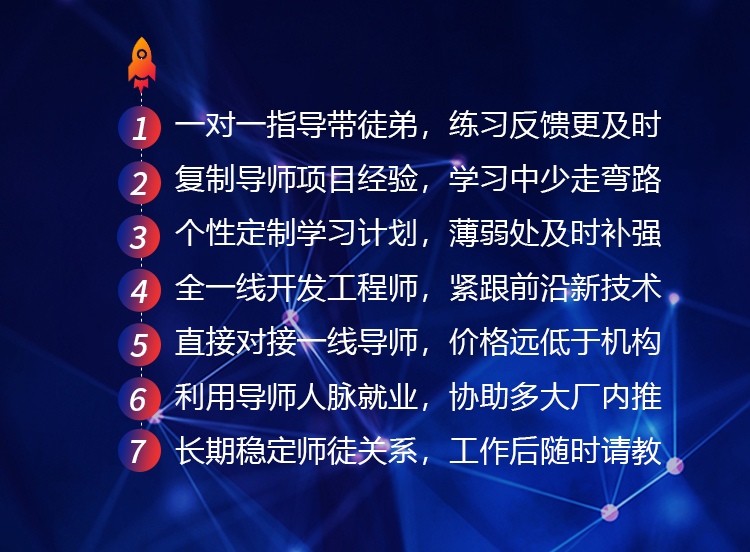 1 一对一指导带徒弟，练习反馈更及时
2 复制导师项目经验，学习中少走弯路
3 个性定制学习计划，薄弱处及时补强
4 全一线开发工程师，紧跟前沿新技术
5 直接对接一线导师，价格远低于机构
6 利用导师人脉就业，协助多大厂内推
7 长期稳定师徒关系，工作后随时请教